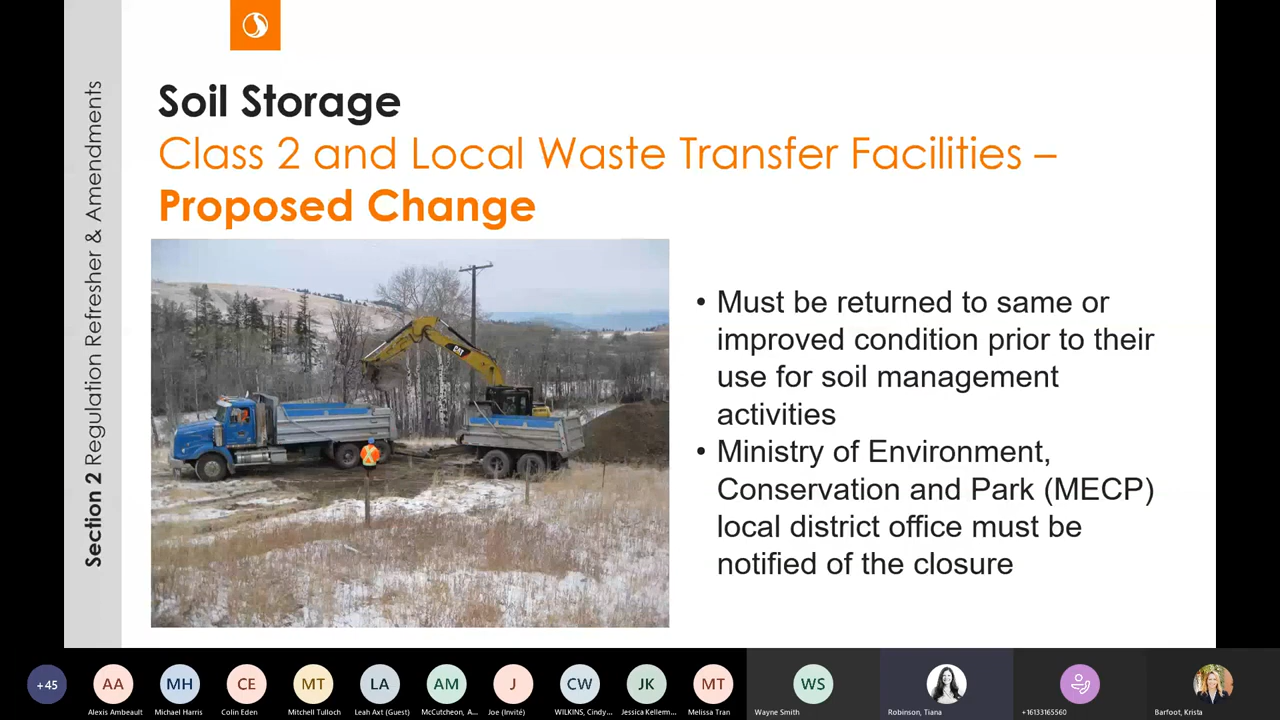 Section 2 Regulation Refresher & Amendments
Soil Storage
Class 2 and Local Waste Transfer Facilities –
Proposed Change
CAT
• Must be returned to same or
improved condition prior to their
use for soil management
activities
• Ministry of Environment,
Conservation and Park (MECP)
local district office must be
notified of the closure
+45
AA
MH
CE
MT
LA
AM
J
CW
JK
MT
WS
Alexis Ambeault
Michael Harris
Colin Eden
Mitchell Tulloch
Leah Axt (Guest)
McCutcheon, A...
Joe (Invité)
WILKINS, Cindy...
Jessica Kellem...
Melissa Tran
Wayne Smith
Robinson, Tiana
+16133165560
Barfoot, Krista